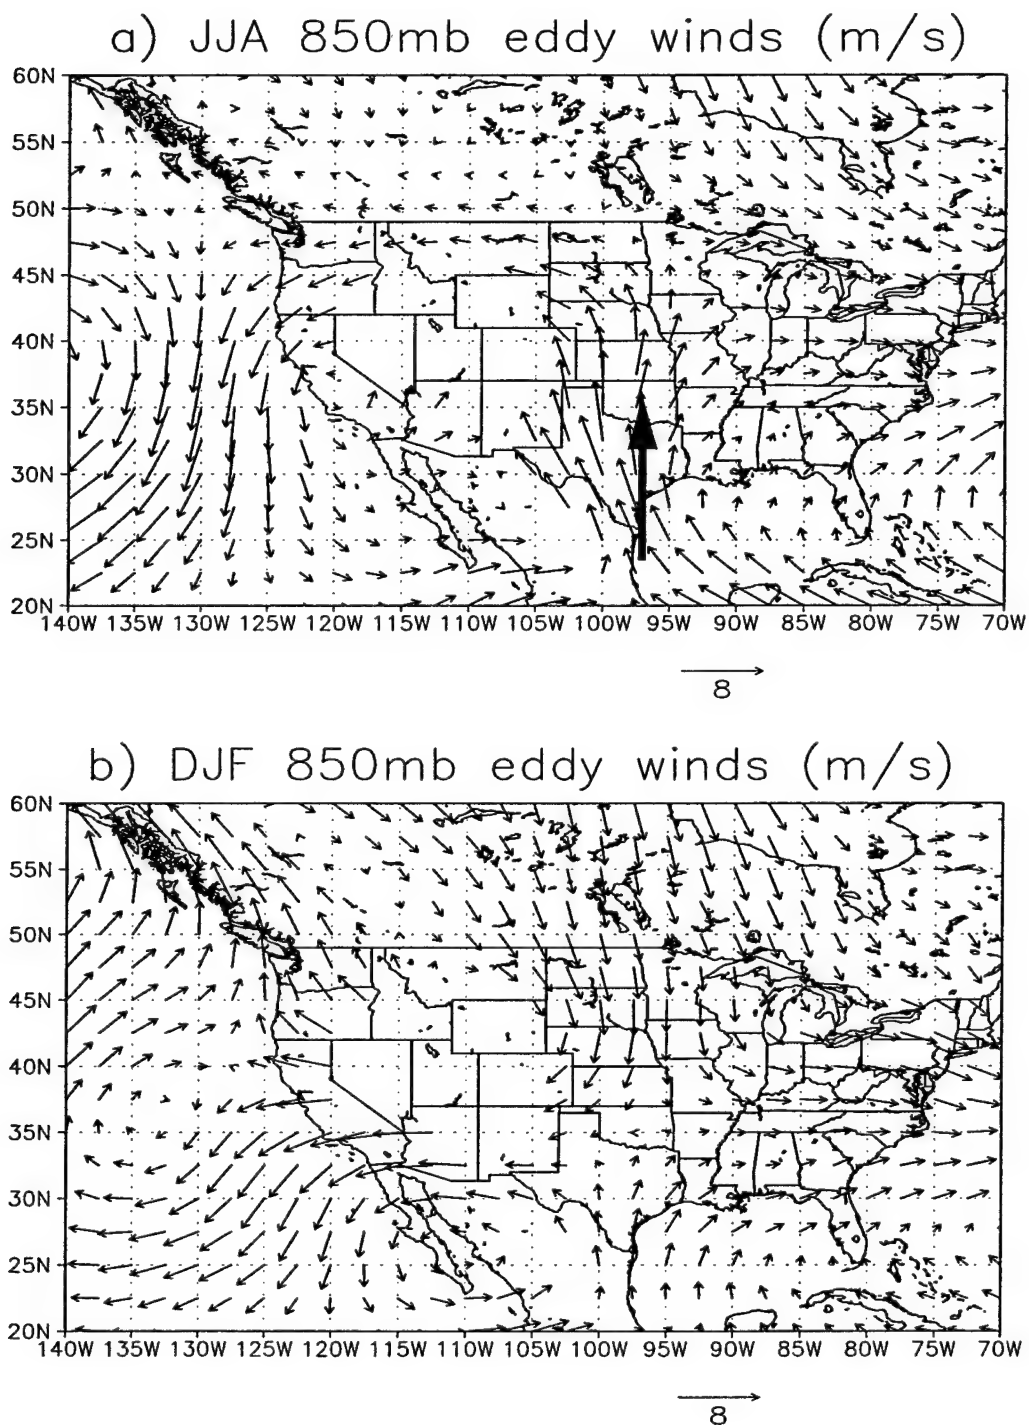 a) JJA 850mb eddy winds (m/s)
60N
55N
50N
45N
40N
35N
30N
25N
20N
140W 135W 130W 125W 120W 115W 110W 105W 100W 95W 90W 85W 80W 75W 70W
8
b) DJF 850mb eddy winds (m/s)
60N
55N
50N
45N
40N
35N
30N
25N
20N
140W 135W 130W 125W 120W 115W 110W 105W 100W 95W 90W 85W 80W 75W 70W
8